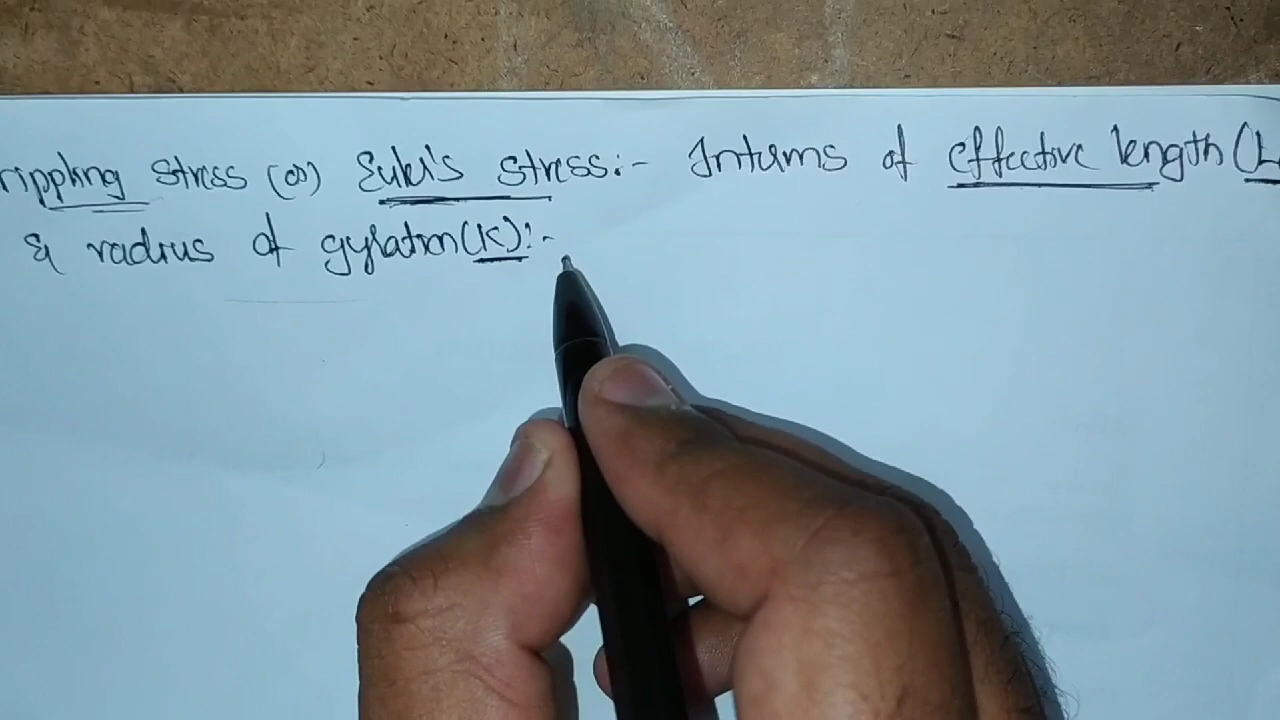 rippling stress (or) Euler's stress:- Interms of effective length (L
& radius of gyration(K):-